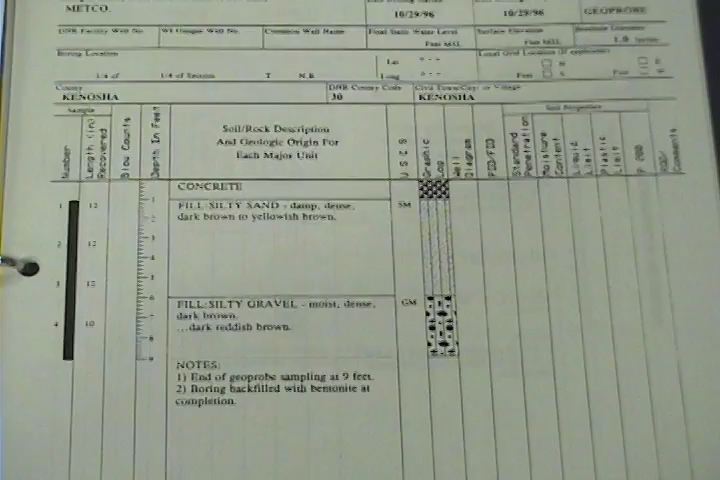 METCO.
10/29/96
10/29/96
GEOPROBE
DNR Facility Well No.
WI Unique Well No.
Common Well Name
Final Static Water Level
Surface Elevation
Borehole Diameter
Feet MSL
Feet MSL
1.0 inches
Boring Location
Local Grid Location (If applicable)
1/4 of
1/4 of Section
T
N,R
Lat
Long
Feet
Feet
County
KENOSHA
DNR County Code
30
Civil Town/City/ or Village
KENOSHA
Sample
Soil Properties
Number
Length (in) Recovered
Blow Counts
Depth In Feet
Soil/Rock Description
And Geologic Origin For
Each Major Unit
U S C S
Graphic Log
Well Diagram
PID/FID
Standard Penetration
Moisture Content
Liquid Limit
Plastic Limit
P 200
RQD/ Comments
CONCRETE
1
12
FILL:SILTY SAND - damp, dense,
dark brown to yellowish brown.
SM
2
12
3
4
10
FILL:SILTY GRAVEL - moist, dense,
dark brown.
...dark reddish brown.
GM
NOTES:
1) End of geoprobe sampling at 9 feet.
2) Boring backfilled with bentonite at
completion.